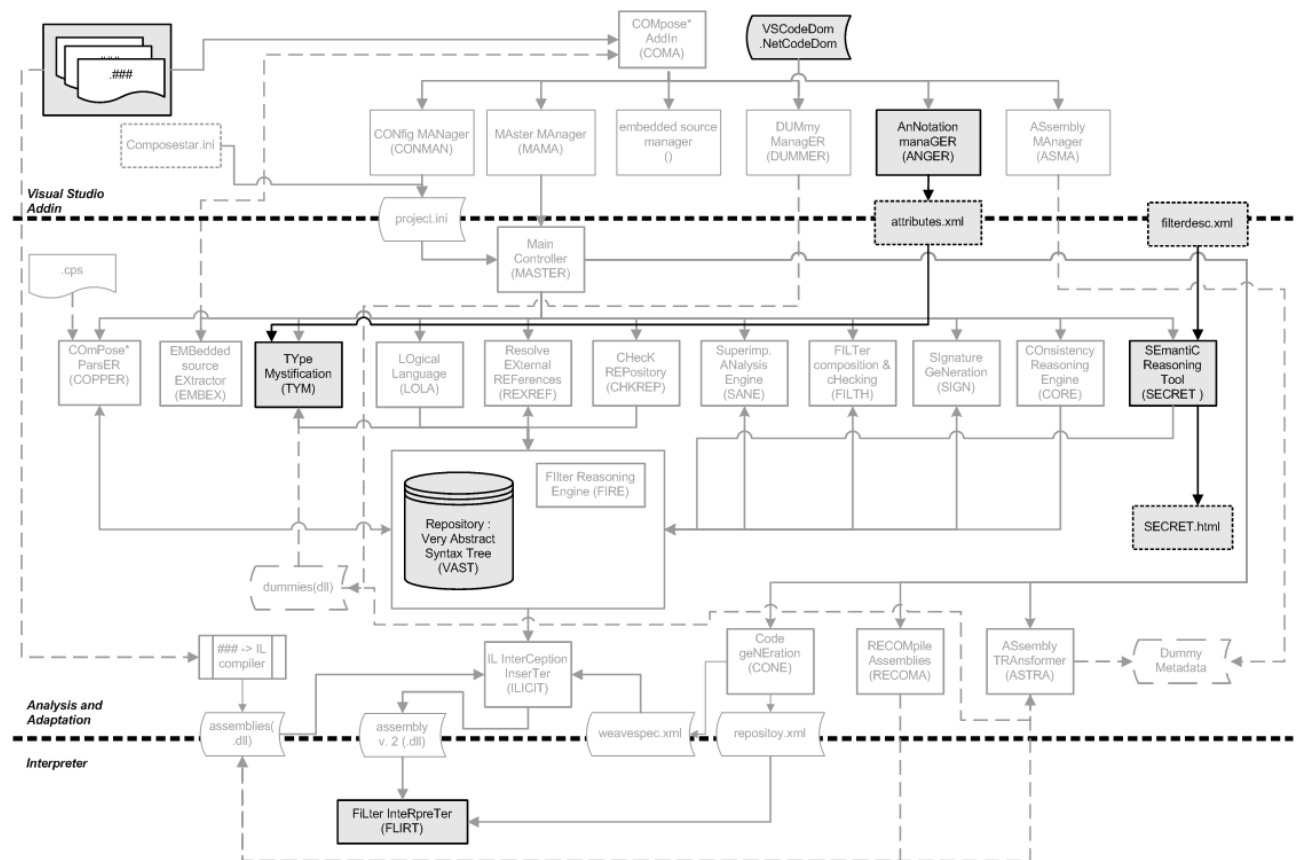 COMpose*
AddIn
(COMA)
VSCodeDom
.NetCodeDom
.###
CONfig MANager
(CONMAN)
MAster MAnager
(MAMA)
embedded source
manager
()
DUMmy
ManagER
(DUMMER)
AnNotation
manaGER
(ANGER)
ASsembly
MAnager
(ASMA)
Composestar.ini
Visual Studio
Addin
project.ini
attributes.xml
filterdesc.xml
Main
Controller
(MASTER)
.cps
COmPose*
ParsER
(COPPER)
EMBedded
source
EXtractor
(EMBEX)
TYpe
Mystification
(TYM)
LOgical
Language
(LOLA)
Resolve
EXternal
REFerences
(REXREF)
CHecK
REPository
(CHKREP)
Superimp.
ANalysis
Engine
(SANE)
FILTer
composition &
cHecking
(FILTH)
SIgnature
GeNeration
(SIGN)
COnsistency
Reasoning
Engine
(CORE)
SEmantiC
Reasoning
Tool
(SECRET )
FIlter Reasoning
Engine (FIRE)
Repository :
Very Abstract
Syntax Tree
(VAST)
SECRET.html
dummies(dll)
### -> IL
compiler
IL InterCeption
InserTer
(ILICIT)
Code
geNEration
(CONE)
RECOMpile
Assemblies
(RECOMA)
ASsembly
TRAnsformer
(ASTRA)
Dummy
Metadata
Analysis and
Adaptation
assemblies(
.dll)
assembly
v. 2 (.dll)
weavespec.xml
repositoy.xml
Interpreter
FiLter InteRpreTer
(FLIRT)